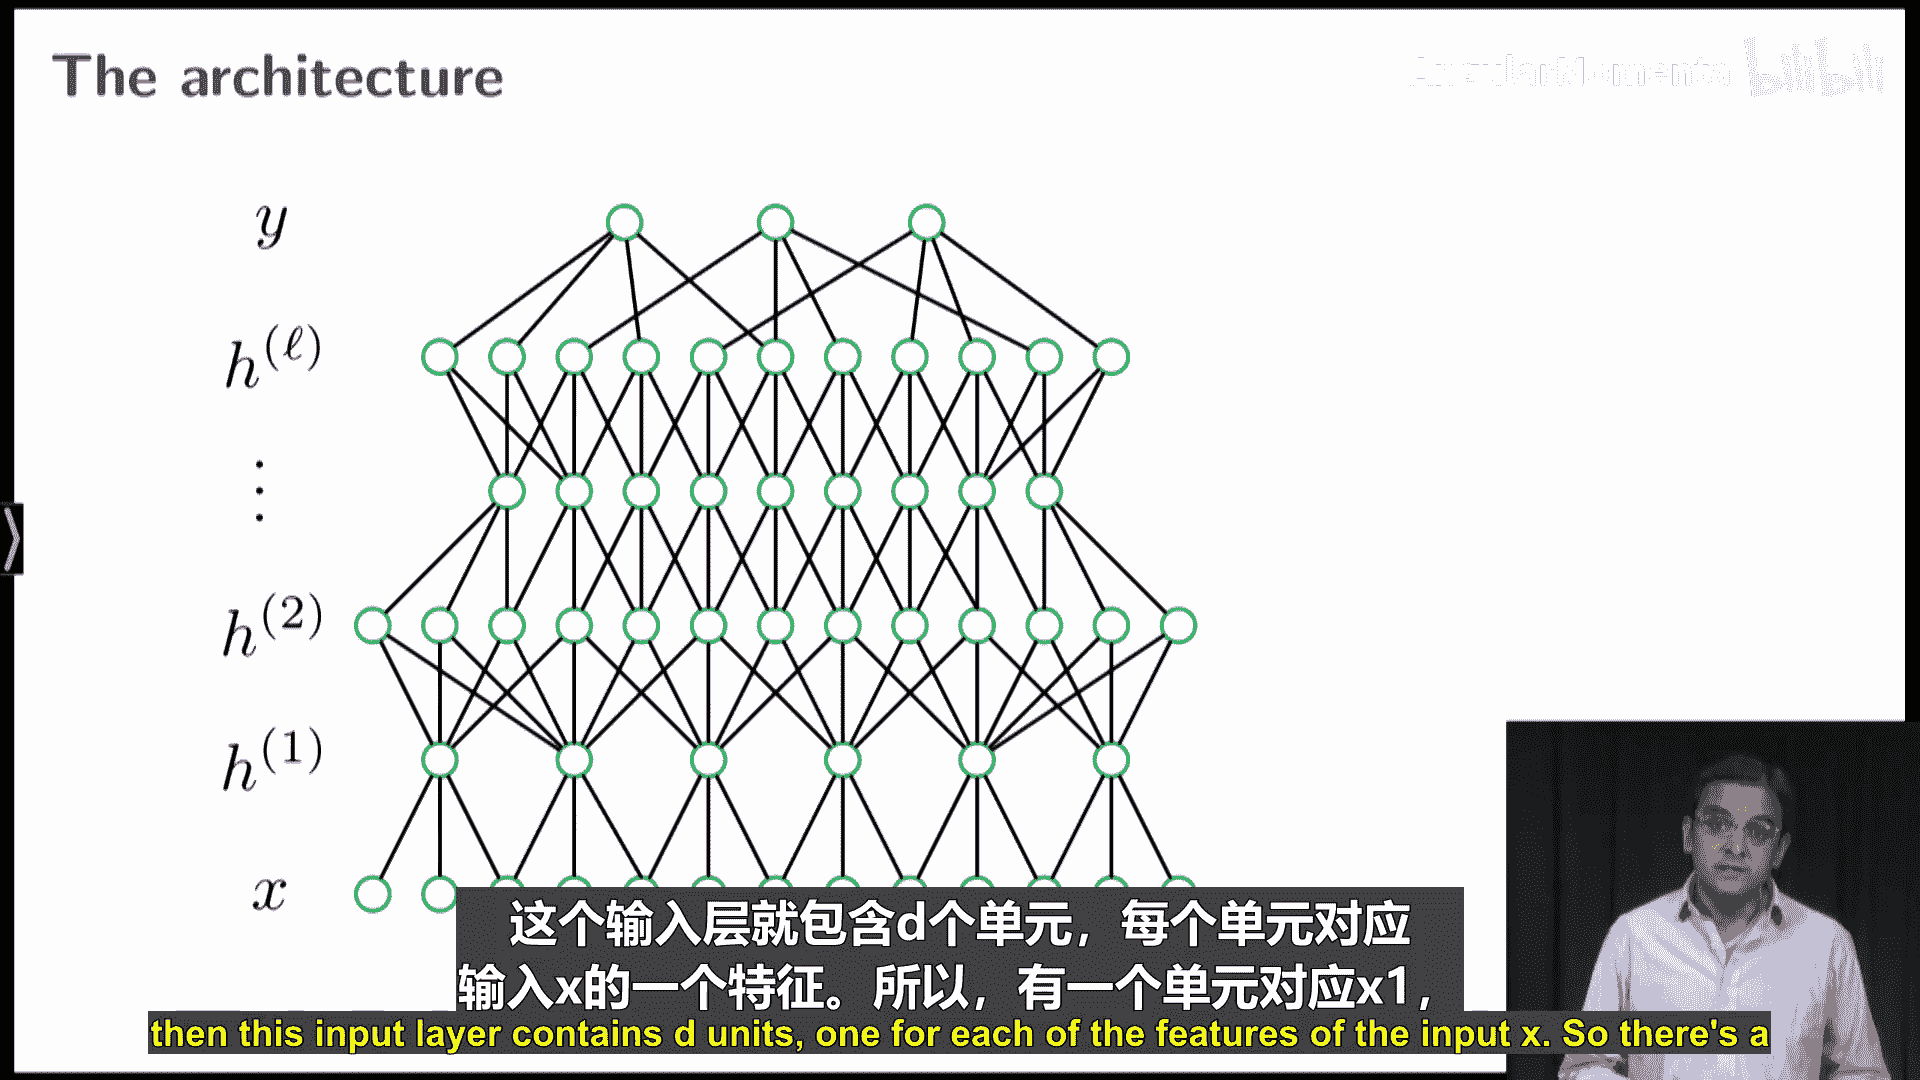 The architecture
bilibili
y
h^(ℓ)
⋮
h^(2)
h^(1)
x
这个输入层就包含d个单元，每个单元对应
输入x的一个特征。所以，有一个单元对应x1，
then this input layer contains d units, one for each of the features of the input x. So there's a